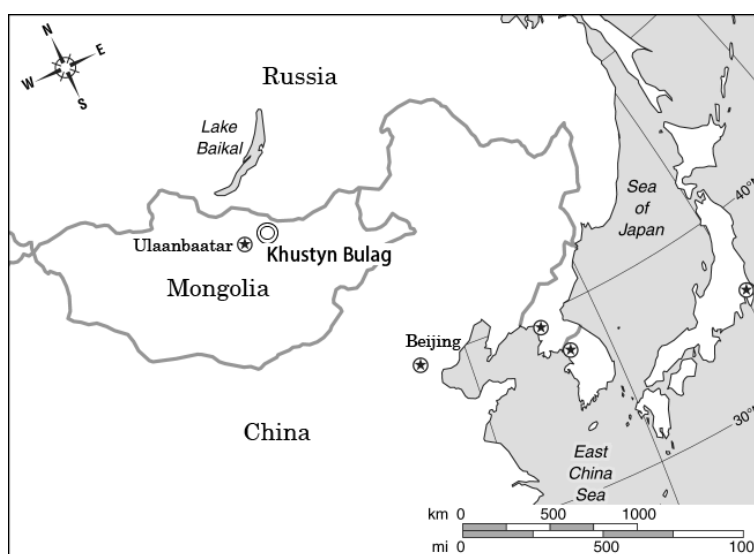 N
E
W
S
Russia
Lake
Baikal
Ulaanbaatar
Khustyn Bulag
Mongolia
Sea
of
Japan
40°
Beijing
30°
China
East
China
Sea
km 0 500 1000
mi 0 500 100